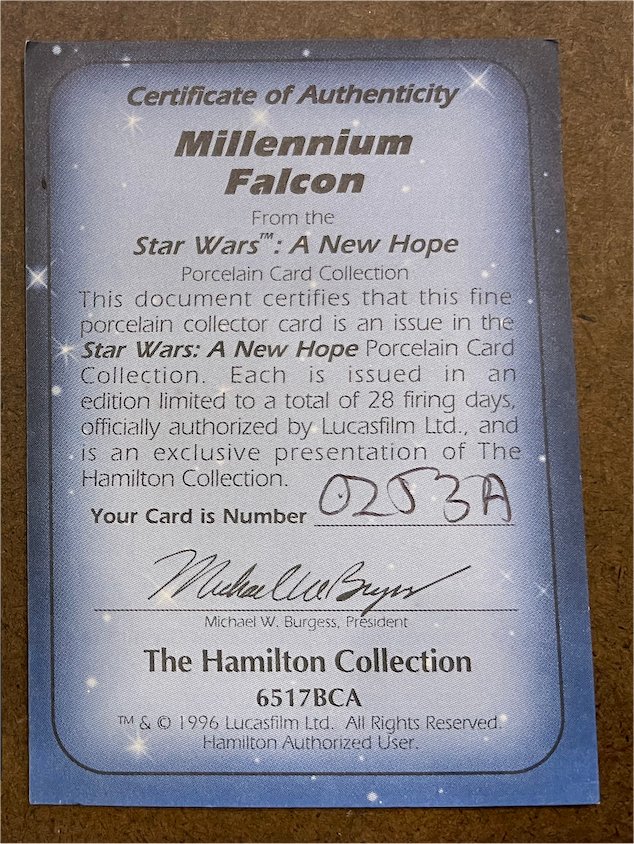 Certificate of Authenticity
Millennium
Falcon
From the
Star Wars™: A New Hope
Porcelain Card Collection
This document certifies that this fine
porcelain collector card is an issue in the
Star Wars: A New Hope Porcelain Card
Collection. Each is issued in an
edition limited to a total of 28 firing days,
officially authorized by Lucasfilm Ltd., and
is an exclusive presentation of The
Hamilton Collection.
Your Card is Number 0253A
Michael W Burgess
Michael W. Burgess, President
The Hamilton Collection
6517BCA
™ & © 1996 Lucasfilm Ltd. All Rights Reserved.
Hamilton Authorized User.